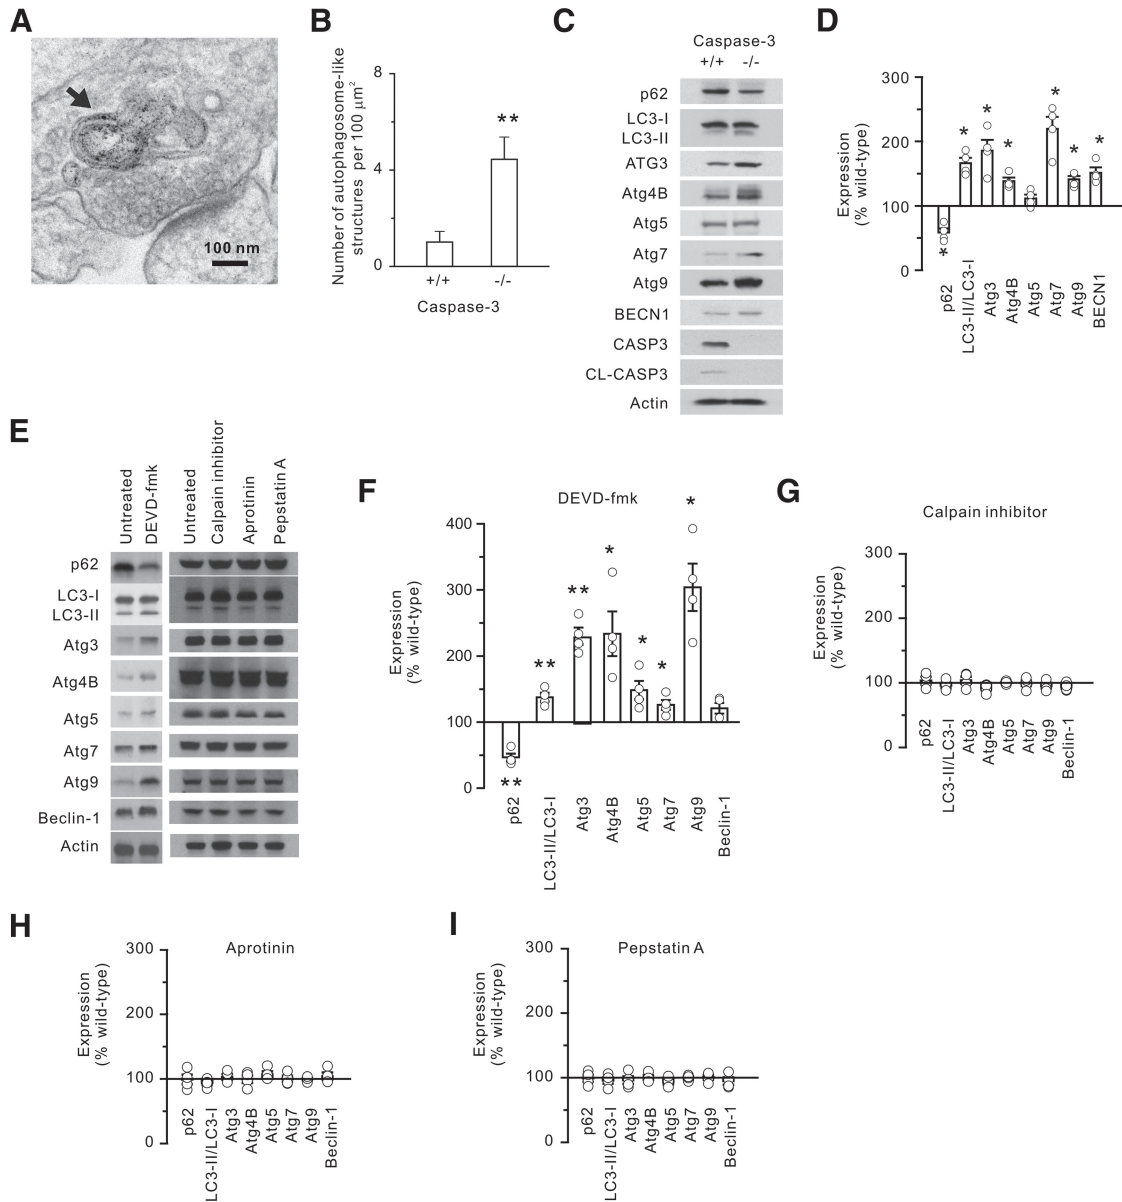 A
100 nm
B
Number of autophagosome-like
structures per 100 μm²
8
4
0
+/+
-/-
**
Caspase-3
C
Caspase-3
+/+ -/-
p62
LC3-I
LC3-II
ATG3
Atg4B
Atg5
Atg7
Atg9
BECN1
CASP3
CL-CASP3
Actin
D
Expression
(% wild-type)
300
200
100
0
*
*
*
*
*
*
*
p62
LC3-II/LC3-I
Atg3
Atg4B
Atg5
Atg7
Atg9
BECN1
E
Untreated
DEVD-fmk
Untreated
Calpain inhibitor
Aprotinin
Pepstatin A
p62
LC3-I
LC3-II
Atg3
Atg4B
Atg5
Atg7
Atg9
Beclin-1
Actin
F
DEVD-fmk
Expression
(% wild-type)
400
300
200
100
0
**
**
**
*
*
*
*
p62
LC3-II/LC3-I
Atg3
Atg4B
Atg5
Atg7
Atg9
Beclin-1
G
Calpain inhibitor
Expression
(% wild-type)
300
200
100
0
p62
LC3-II/LC3-I
Atg3
Atg4B
Atg5
Atg7
Atg9
Beclin-1
H
Aprotinin
Expression
(% wild-type)
300
200
100
0
p62
LC3-II/LC3-I
Atg3
Atg4B
Atg5
Atg7
Atg9
Beclin-1
I
Pepstatin A
Expression
(% wild-type)
300
200
100
0
p62
LC3-II/LC3-I
Atg3
Atg4B
Atg5
Atg7
Atg9
Beclin-1